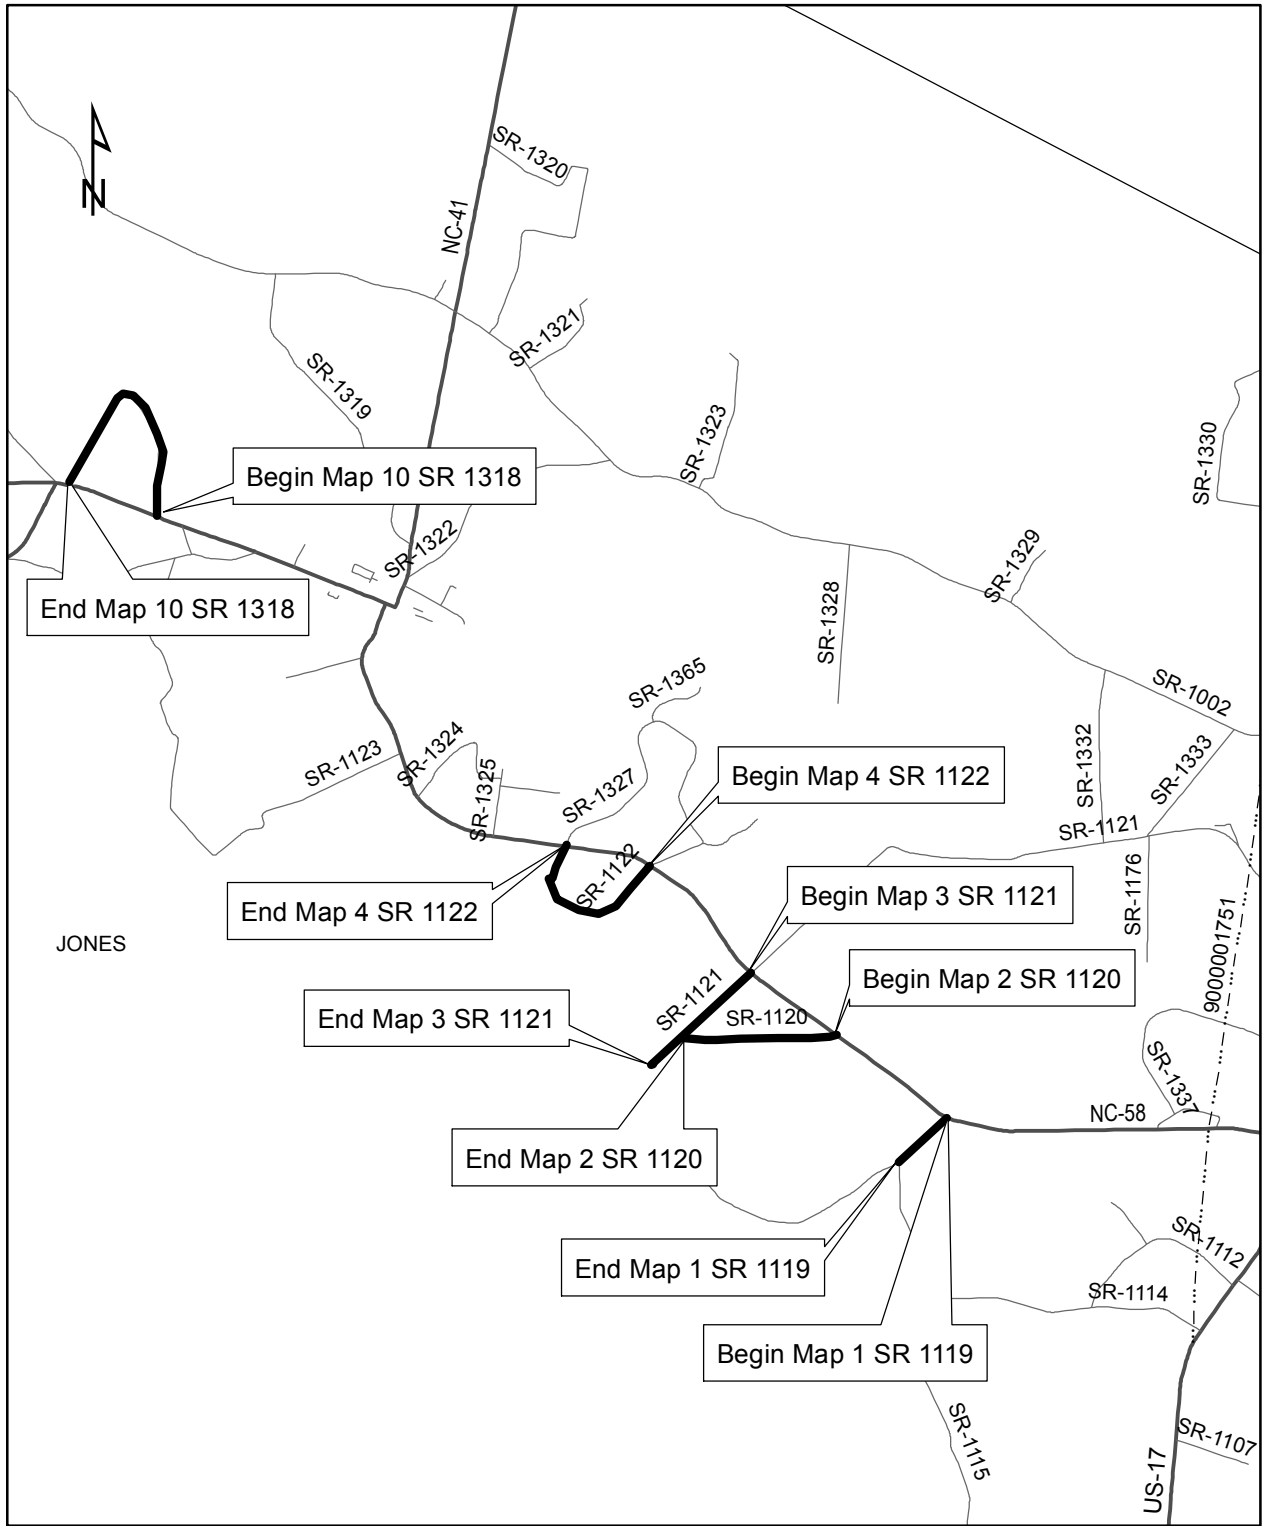 N
SR-1320
NC-41
SR-1321
SR-1319
SR-1323
SR-1330
Begin Map 10 SR 1318
SR-1322
SR-1329
End Map 10 SR 1318
SR-1328
SR-1365
SR-1002
SR-1123
SR-1324
SR-1325
SR-1327
Begin Map 4 SR 1122
SR-1332
SR-1333
SR-1121
SR-1122
SR-1176
End Map 4 SR 1122
Begin Map 3 SR 1121
JONES
9000001751
Begin Map 2 SR 1120
SR-1121
End Map 3 SR 1121
SR-1120
SR-1337
NC-58
End Map 2 SR 1120
SR-1112
End Map 1 SR 1119
SR-1114
Begin Map 1 SR 1119
SR-1115
SR-1107
US-17